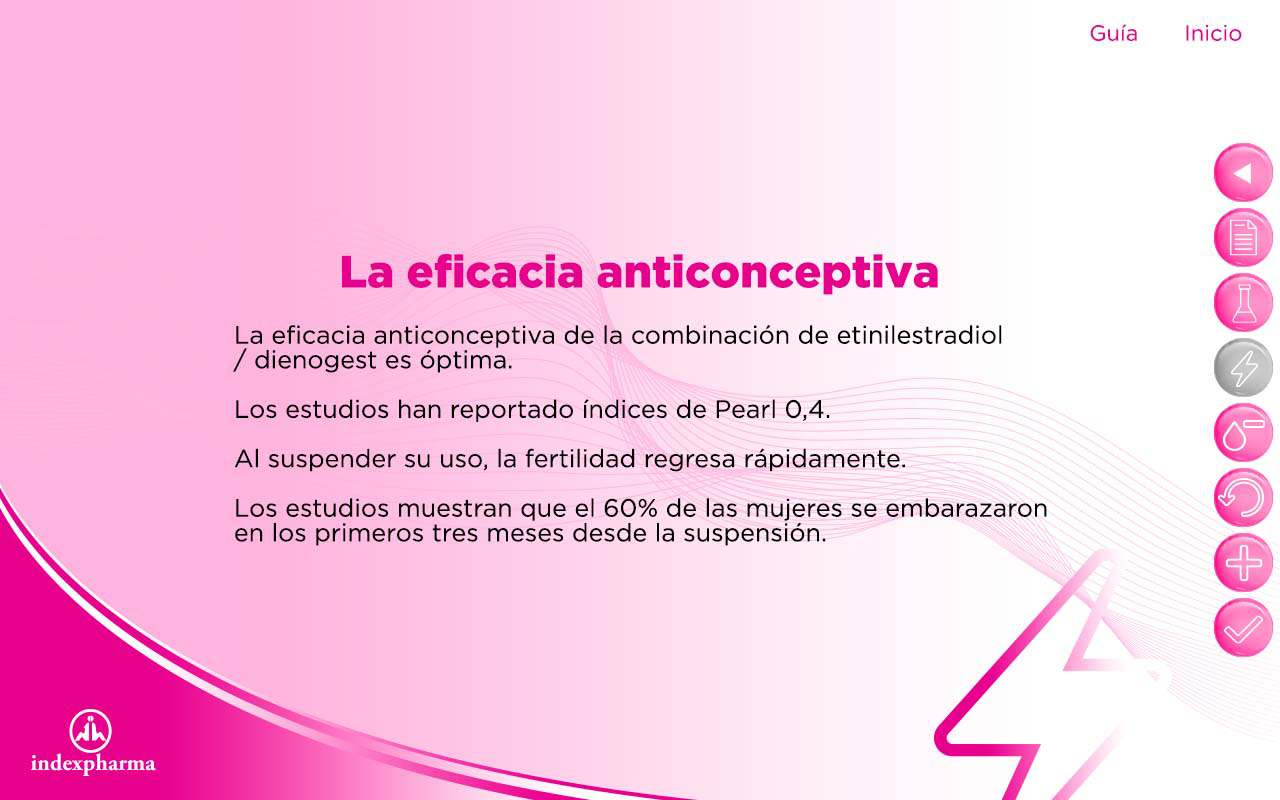 Guía Inicio
La eficacia anticonceptiva
La eficacia anticonceptiva de la combinación de etinilestradiol
/ dienogest es óptima.
Los estudios han reportado índices de Pearl 0,4.
Al suspender su uso, la fertilidad regresa rápidamente.
Los estudios muestran que el 60% de las mujeres se embarazaron
en los primeros tres meses desde la suspensión.
indexpharma